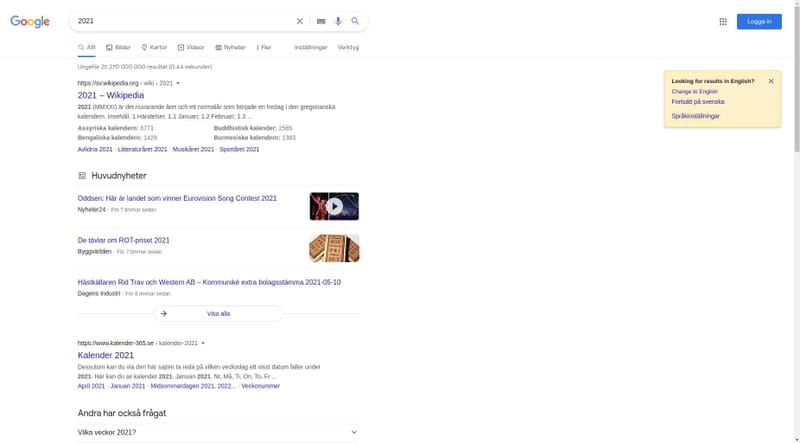 Google
2021
Logga in
Allt
Bilder
Kartor
Videor
Nyheter
Fler
Inställningar
Verktyg
Ungefär 25 270 000 000 resultat (0,44 sekunder)
Looking for results in English?
Change to English
Fortsätt på svenska
Språkinställningar
https://sv.wikipedia.org › wiki › 2021
2021 – Wikipedia
2021 (MMXXI) är det nuvarande året och ett normalår som började en fredag i den gregorianska
kalendern. Innehåll. 1 Händelser. 1.1 Januari; 1.2 Februari; 1.3 ...
Assyriska kalendern: 6771
Buddhistisk kalender: 2565
Bengaliska kalendern: 1428
Burmesiska kalendern: 1383
Avlidna 2021 · Litteraturåret 2021 · Musikåret 2021 · Sportåret 2021
Huvudnyheter
Oddsen: Här är landet som vinner Eurovision Song Contest 2021
Nyheter24 · För 7 timmar sedan
De tävlar om ROT-priset 2021
Byggvärlden · För 7 timmar sedan
Hästkällaren Rid Trav och Western AB – Kommuniké extra bolagsstämma 2021-05-10
Dagens Industri · För 8 timmar sedan
Visa alla
https://www.kalender-365.se › kalender-2021
Kalender 2021
Dessutom kan du via den här sajten ta reda på vilken veckodag ett visst datum faller under
2021. Här kan du se kalender 2021. Januari 2021. Nr, Må, Ti, On, To, Fr ...
April 2021 · Januari 2021 · Midsommardagen 2021, 2022... · Veckonummer
Andra har också frågat
Vilka veckor 2021?